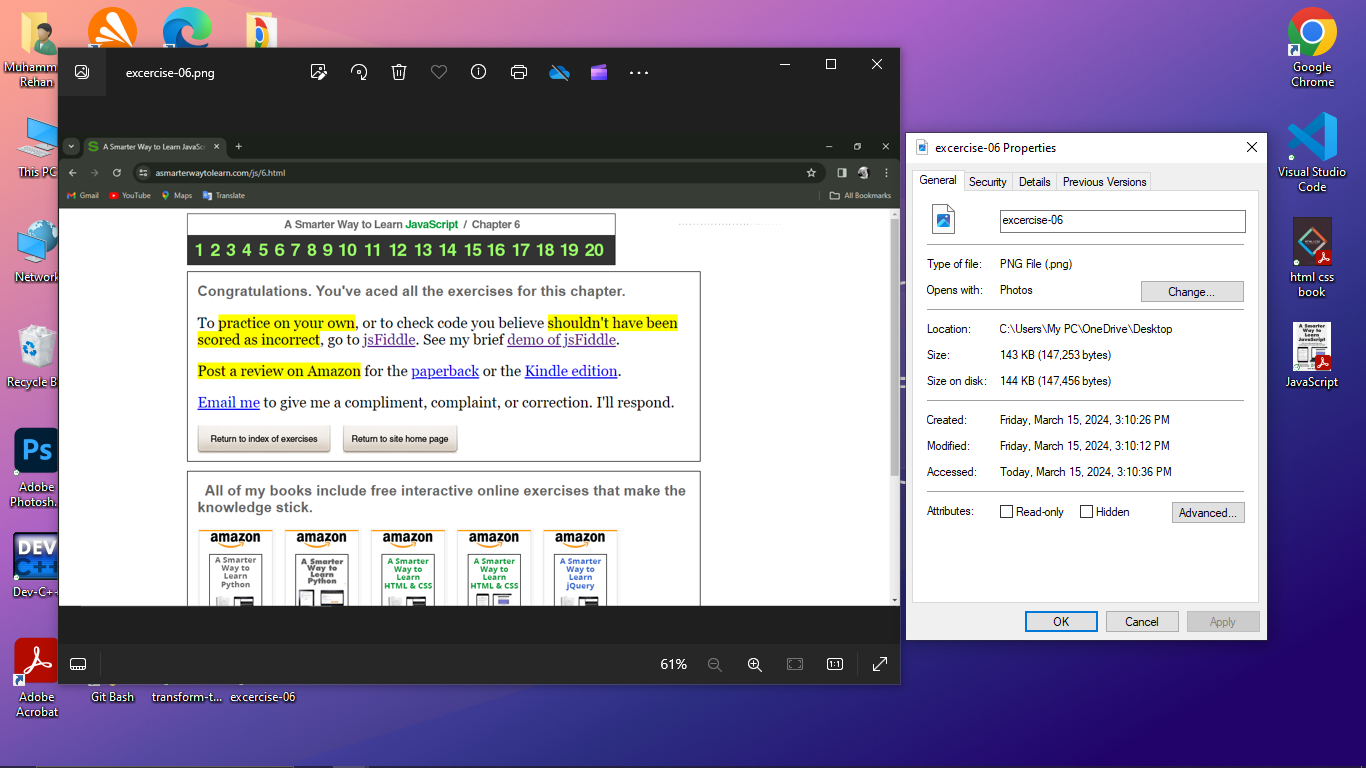 Muhamm...
Rehan
This PC
Network
Recycle B
Ps
Adobe
Photosh...
DEV
C++
Dev-C++
Adobe
Acrobat
Git Bash
transform-t...
excercise-06
excercise-06.png
A Smarter Way to Learn JavaSc
asmarterwaytolearn.com/js/6.html
Gmail
YouTube
Maps
Translate
All Bookmarks
A Smarter Way to Learn JavaScript / Chapter 6
1 2 3 4 5 6 7 8 9 10 11 12 13 14 15 16 17 18 19 20
Congratulations. You've aced all the exercises for this chapter.
To practice on your own, or to check code you believe shouldn't have been
scored as incorrect, go to jsFiddle. See my brief demo of jsFiddle.
Post a review on Amazon for the paperback or the Kindle edition.
Email me to give me a compliment, complaint, or correction. I'll respond.
Return to index of exercises
Return to site home page
All of my books include free interactive online exercises that make the
knowledge stick.
amazon
A Smarter
Way to
Learn
Python
amazon
A Smarter
Way to
Learn
Python
amazon
A Smarter
Way to
Learn
HTML & CSS
amazon
A Smarter
Way to
Learn
HTML & CSS
amazon
A Smarter
Way to
Learn
jQuery
61%
1:1
excercise-06 Properties
General
Security
Details
Previous Versions
excercise-06
Type of file: PNG File (.png)
Opens with: Photos
Change...
Location: C:\Users\My PC\OneDrive\Desktop
Size: 143 KB (147,253 bytes)
Size on disk: 144 KB (147,456 bytes)
Created: Friday, March 15, 2024, 3:10:26 PM
Modified: Friday, March 15, 2024, 3:10:12 PM
Accessed: Today, March 15, 2024, 3:10:36 PM
Attributes: Read-only Hidden Advanced...
OK
Cancel
Apply
Google
Chrome
Visual Studio
Code
html css
book
A Smarter
Way to
Learn
JavaScript
JavaScript